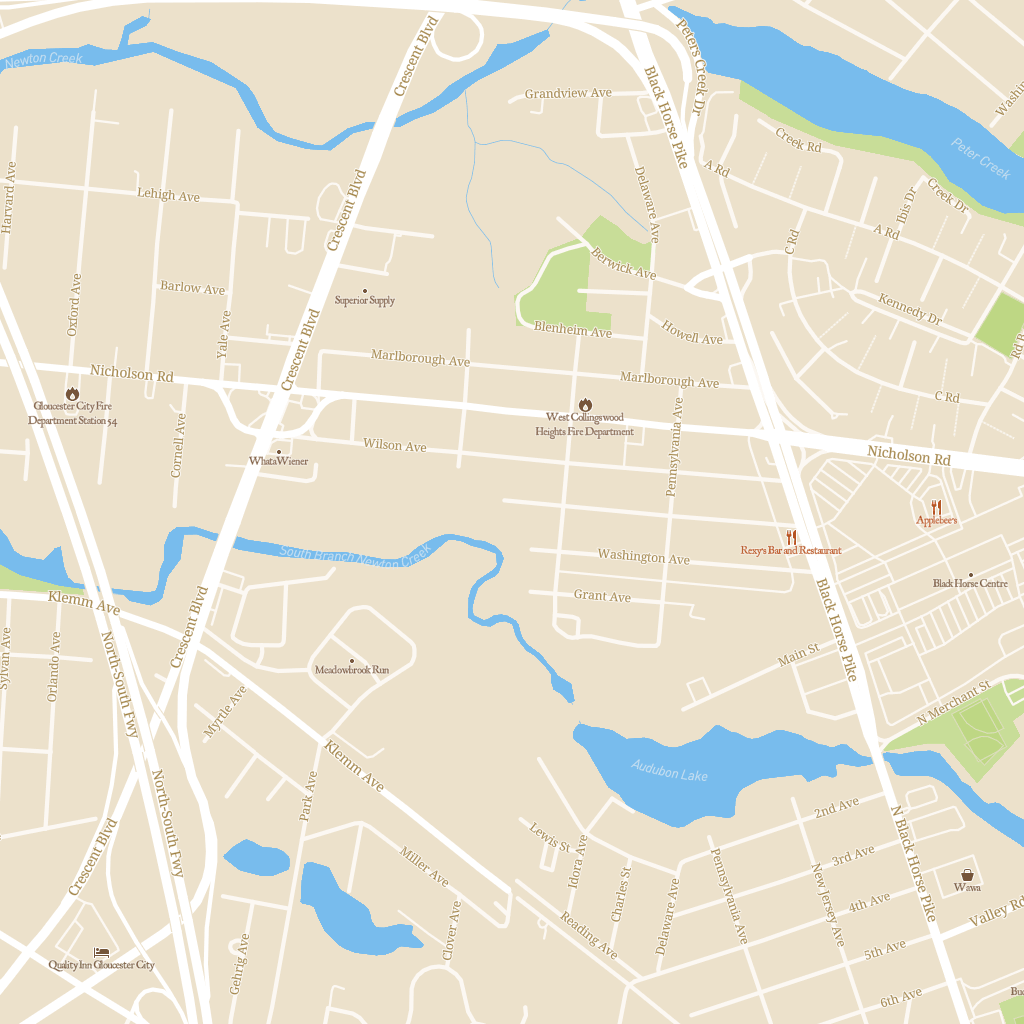 Crescent Blvd
Peters Creek Dr
Newton Creek
Black Horse Pike
Grandview Ave
Creek Rd
Peter Creek
A Rd
Harvard Ave
Lehigh Ave
Crescent Blvd
Delaware Ave
Creek Dr
Ibis Dr
A Rd
C Rd
Berwick Ave
Oxford Ave
Barlow Ave
Superior Supply
Kennedy Dr
Yale Ave
Crescent Blvd
Blenheim Ave
Howell Ave
Marlborough Ave
Nicholson Rd
Marlborough Ave
C Rd
Gloucester City Fire
Department Station 54
West Collingswood
Heights Fire Department
Cornell Ave
Wilson Ave
Pennsylvania Ave
Nicholson Rd
WhataWiener
Applebee's
Rexy's Bar and Restaurant
South Branch Newton Creek
Washington Ave
Black Horse Centre
Klemm Ave
Grant Ave
Crescent Blvd
Black Horse Pike
Sylvan Ave
Orlando Ave
North-South Fwy
Meadowbrook Run
Main St
Myrtle Ave
N Merchant St
Klemm Ave
Audubon Lake
Park Ave
North-South Fwy
2nd Ave
N Black Horse Pike
Crescent Blvd
Lewis St
Miller Ave
Idora Ave
3rd Ave
Charles St
Pennsylvania Ave
New Jersey Ave
Wawa
Delaware Ave
4th Ave
Valley Rd
Clover Ave
Reading Ave
5th Ave
Gehrig Ave
Quality Inn Gloucester City
6th Ave